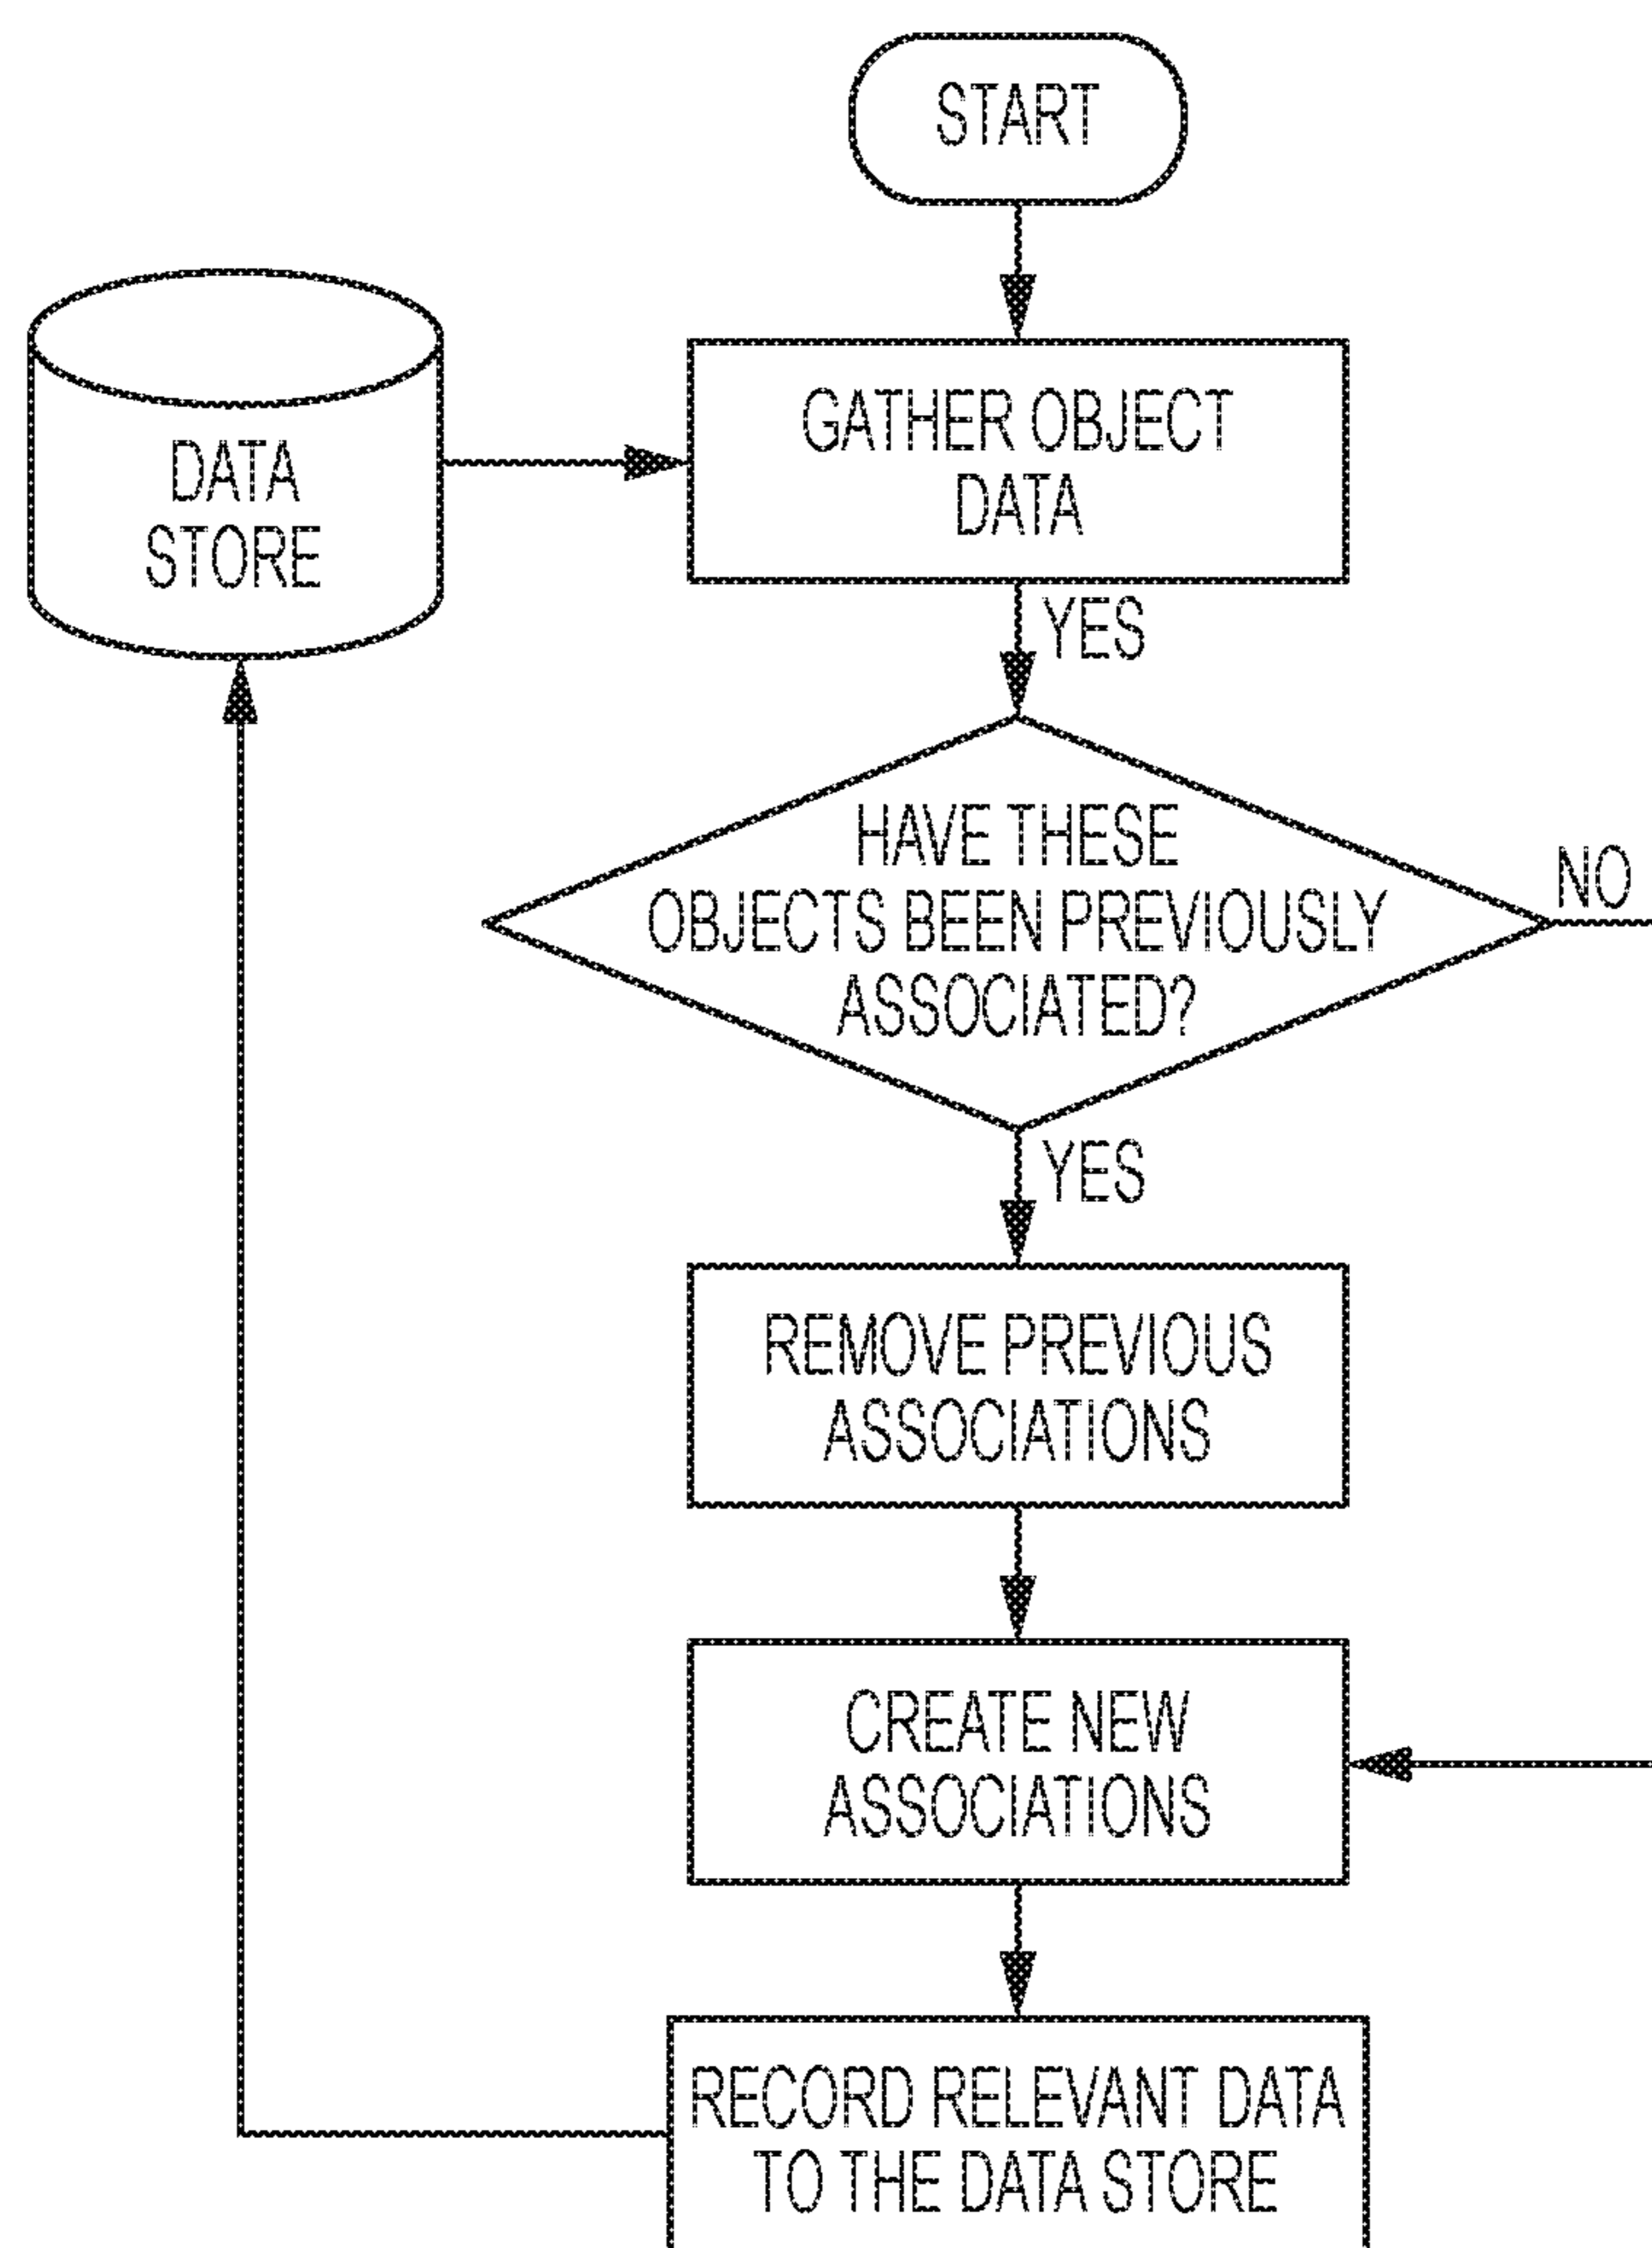 START
GATHER OBJECT
DATA
DATA
STORE
YES
HAVE THESE
OBJECTS BEEN PREVIOUSLY
ASSOCIATED?
NO
YES
REMOVE PREVIOUS
ASSOCIATIONS
CREATE NEW
ASSOCIATIONS
RECORD RELEVANT DATA
TO THE DATA STORE